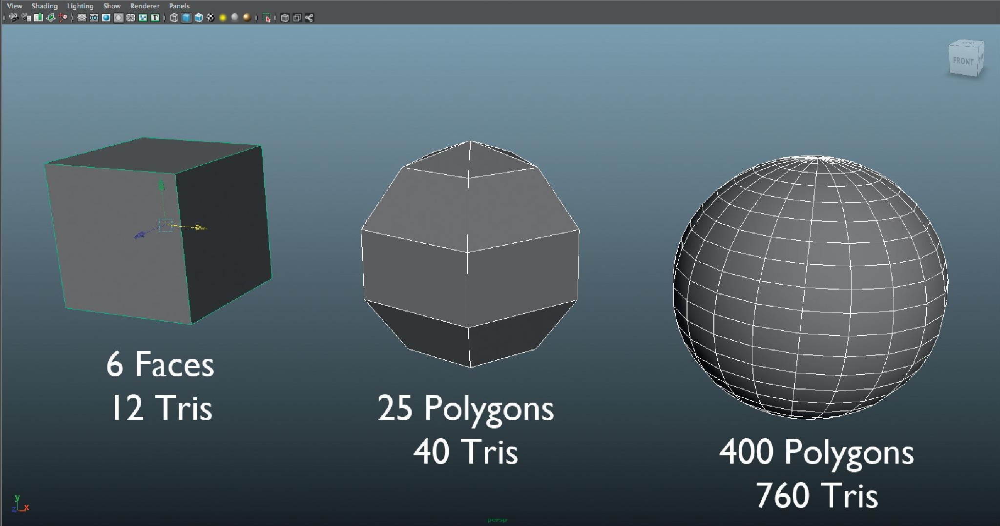 View Shading Lighting Show Renderer Panels
FRONT
6 Faces
12 Tris
25 Polygons
40 Tris
400 Polygons
760 Tris
y
z x
persp